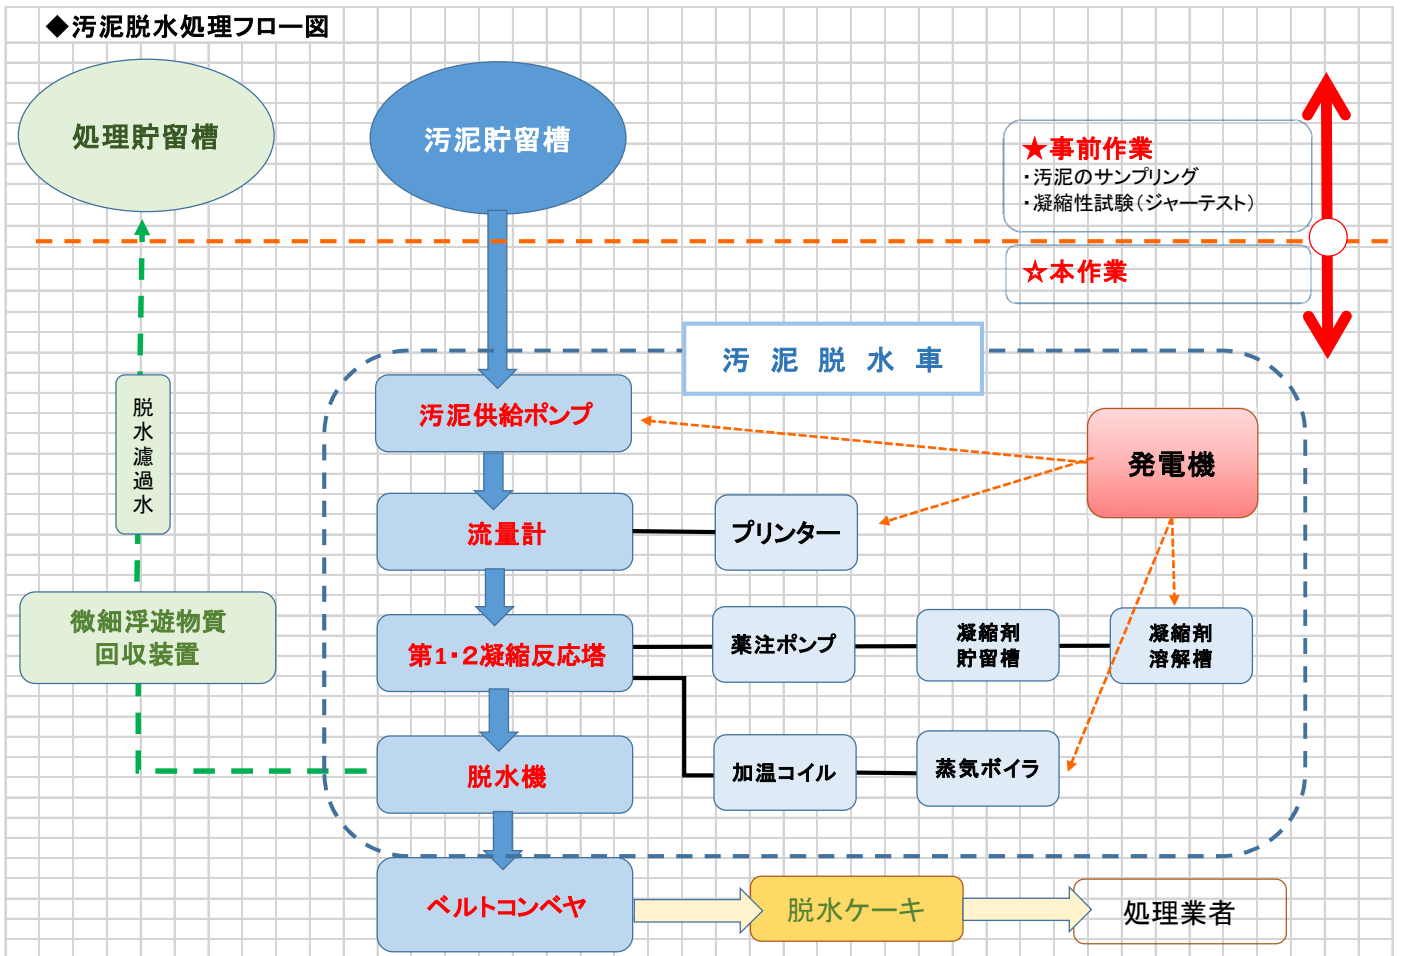 ◆汚泥脱水処理フロー図
処理貯留槽
汚泥貯留槽
★事前作業
・汚泥のサンプリング
・凝縮性試験(ジャーテスト)
☆本作業
汚泥脱水車
汚泥供給ポンプ
発電機
脱水濾過水
流量計
プリンター
微細浮遊物質
回収装置
第1・2凝縮反応塔
薬注ポンプ
凝縮剤
貯留槽
凝縮剤
溶解槽
脱水機
加温コイル
蒸気ボイラ
ベルトコンベヤ
脱水ケーキ
処理業者